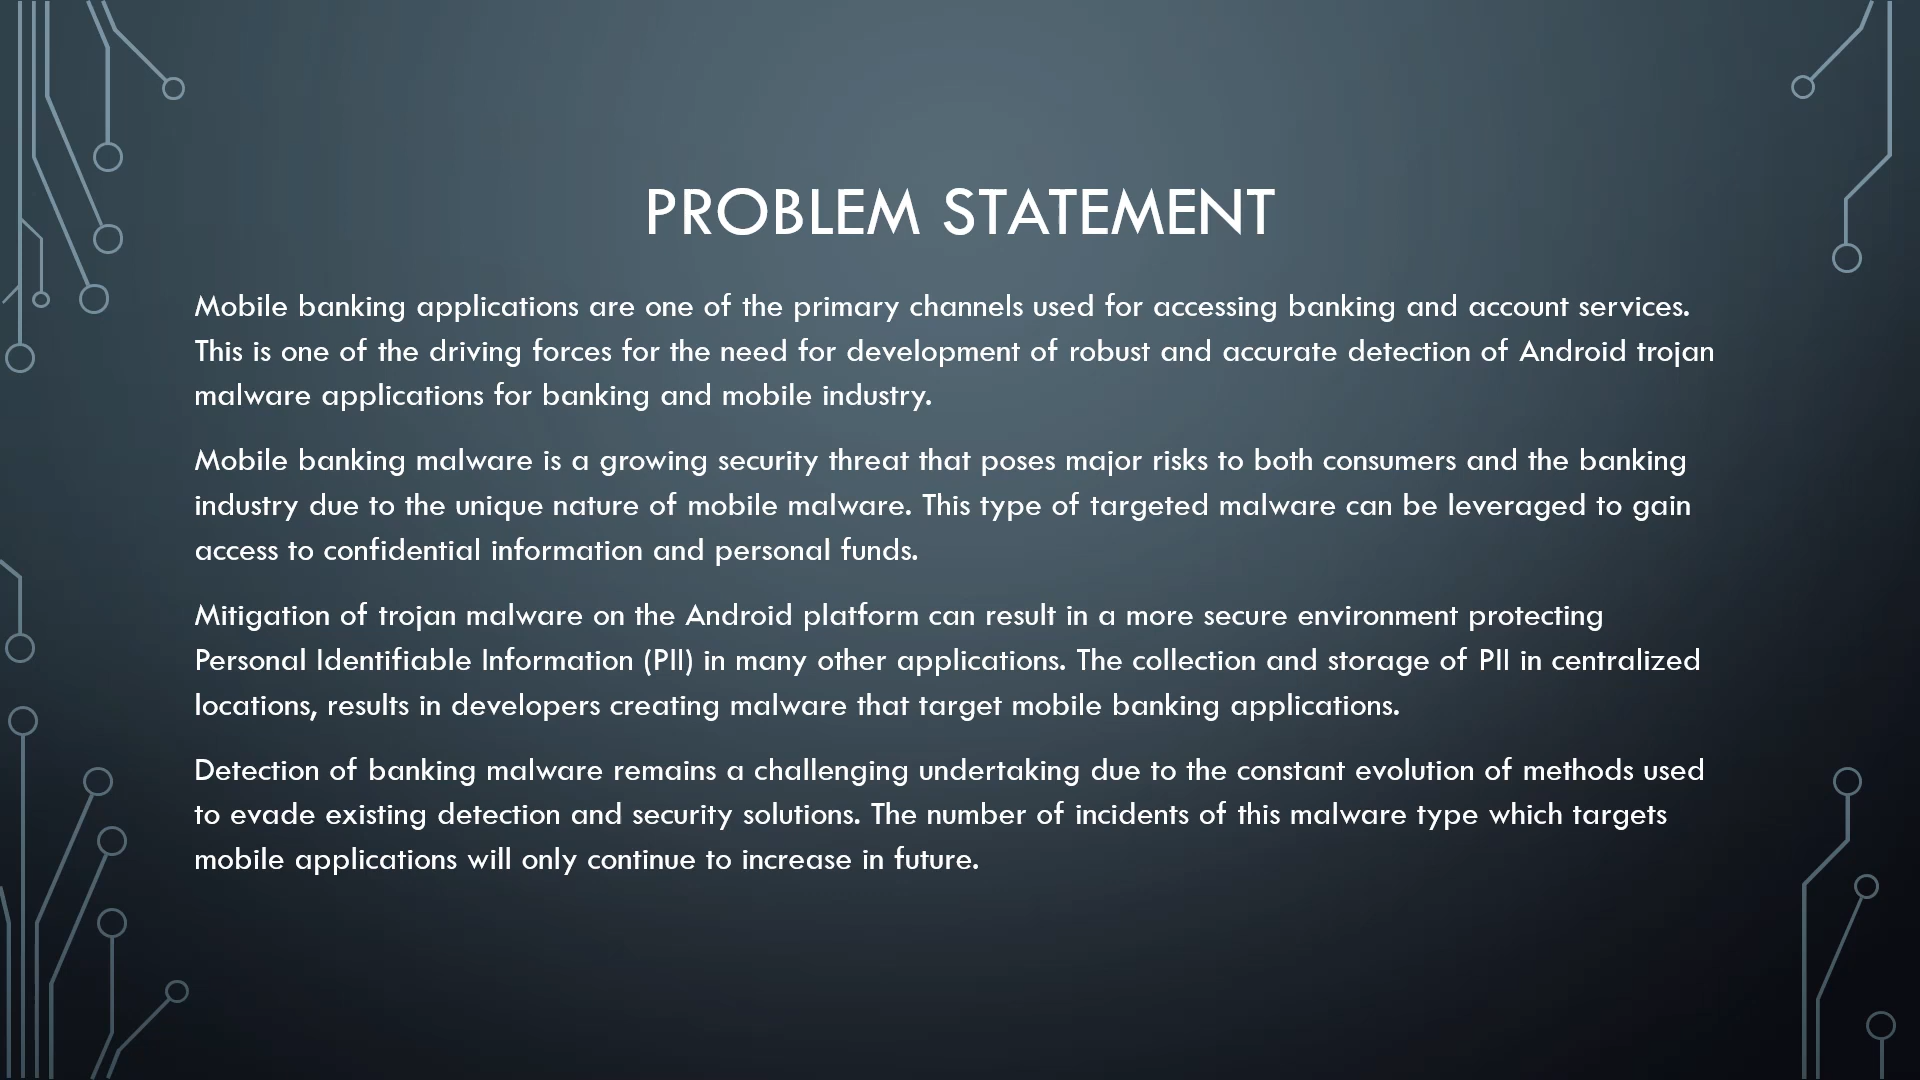 PROBLEM STATEMENT
Mobile banking applications are one of the primary channels used for accessing banking and account services.
This is one of the driving forces for the need for development of robust and accurate detection of Android trojan
malware applications for banking and mobile industry.
Mobile banking malware is a growing security threat that poses major risks to both consumers and the banking
industry due to the unique nature of mobile malware. This type of targeted malware can be leveraged to gain
access to confidential information and personal funds.
Mitigation of trojan malware on the Android platform can result in a more secure environment protecting
Personal Identifiable Information (PII) in many other applications. The collection and storage of PII in centralized
locations, results in developers creating malware that target mobile banking applications.
Detection of banking malware remains a challenging undertaking due to the constant evolution of methods used
to evade existing detection and security solutions. The number of incidents of this malware type which targets
mobile applications will only continue to increase in future.